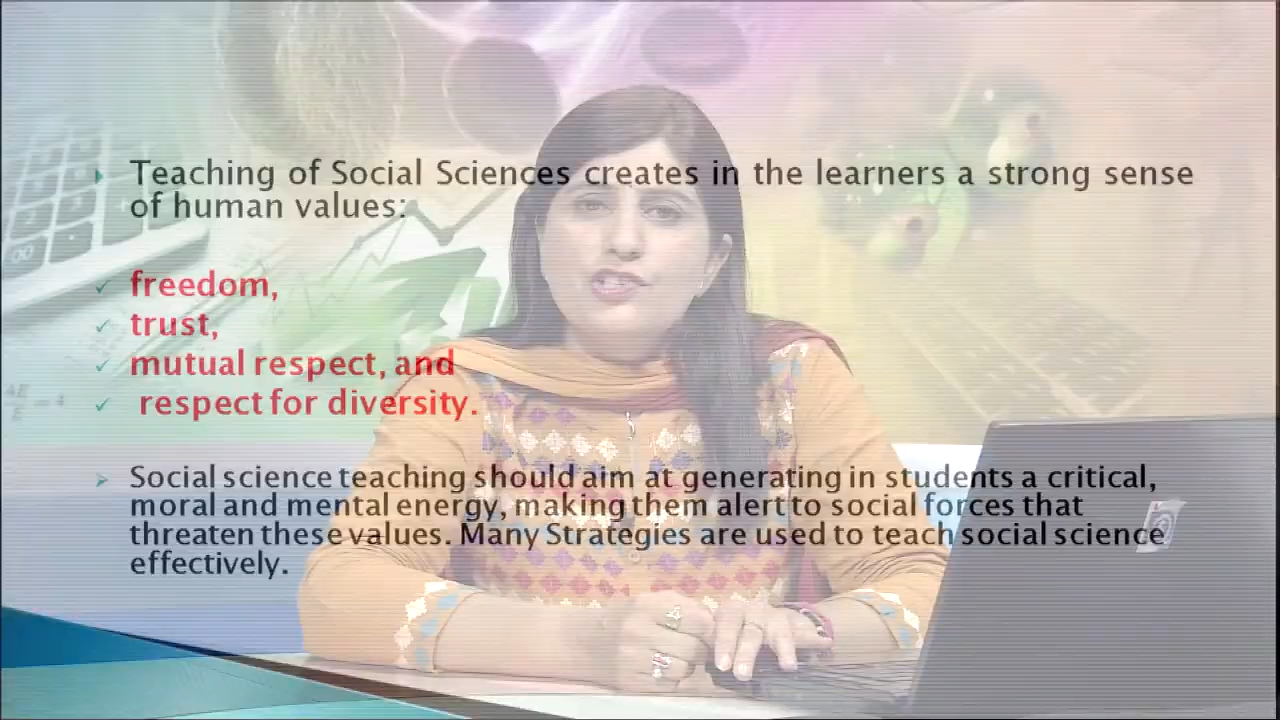 Teaching of Social Sciences creates in the learners a strong sense
of human values:
freedom,
trust,
mutual respect, and
respect for diversity.
Social science teaching should aim at generating in students a critical,
moral and mental energy, making them alert to social forces that
threaten these values. Many Strategies are used to teach social science
effectively.